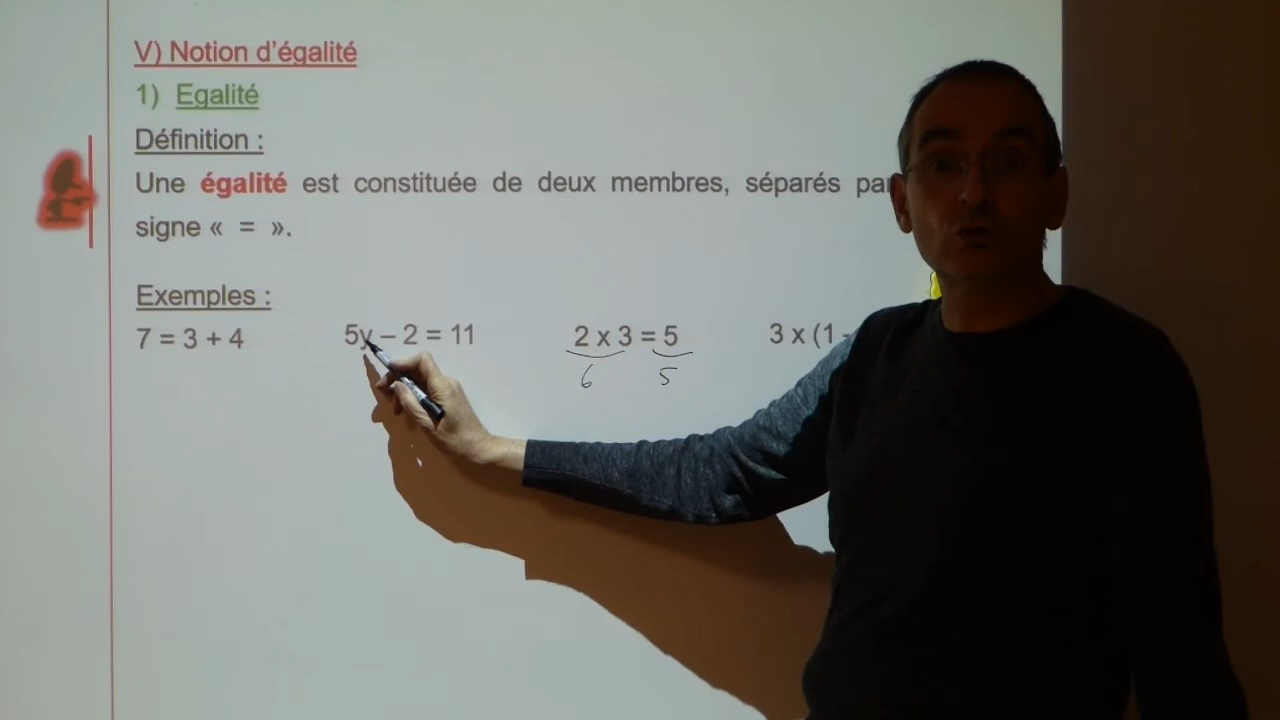 V) Notion d'égalité
1) Egalité
Définition :
Une égalité est constituée de deux membres, séparés par
signe « = ».
Exemples :
7 = 3 + 4 5y – 2 = 11 2 x 3 = 5 3 x (1
6 5